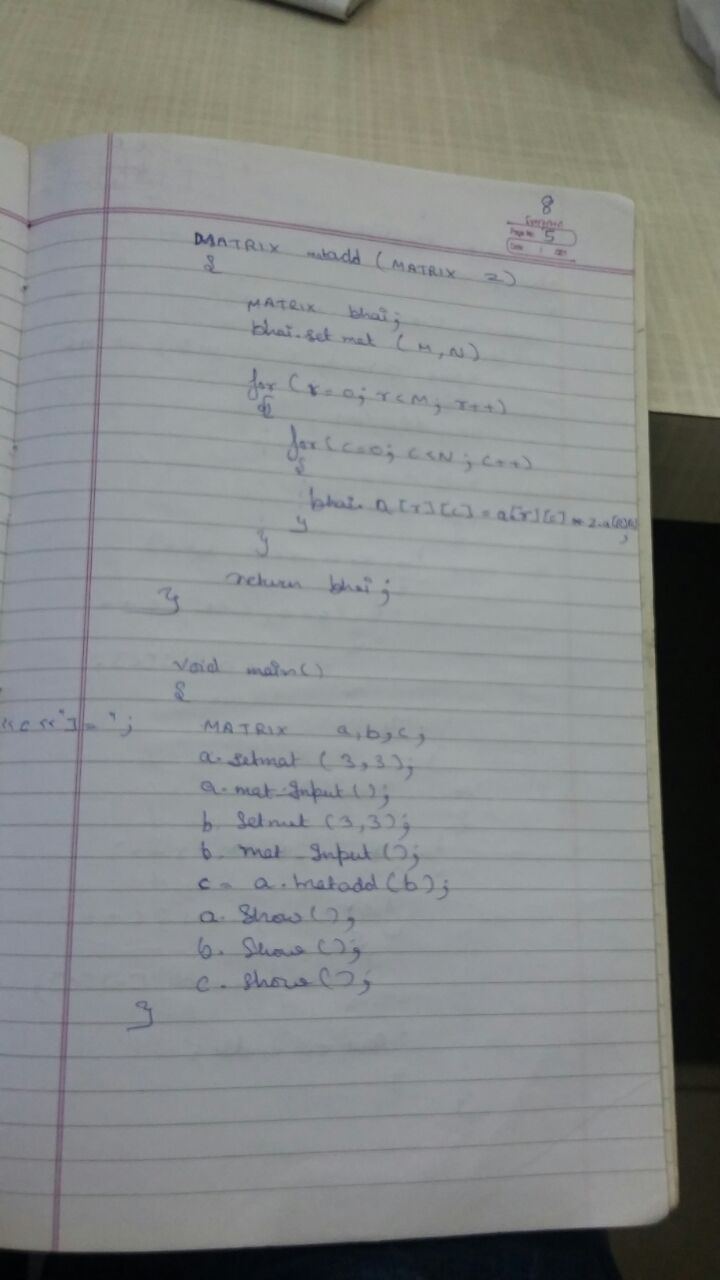 8
Page No. 5
Date
MATRIX matadd (MATRIX 2)
{
MATRIX bhai;
bhai.set mat (M,N)
for (r=0; r<M; r++)
{
for(c=0; c<N; c++)
{
bhai. a[r][c] = a[r][c]
}
}
return bhai;
}
void main()
{
<<c<<"]=";
MATRIX a,b,c;
a.setmat (3,3);
a.mat-Input();
b Setmat (3,3);
b. mat-Input();
c = a.matadd(b);
a. Show();
b. Show();
c. Show();
}